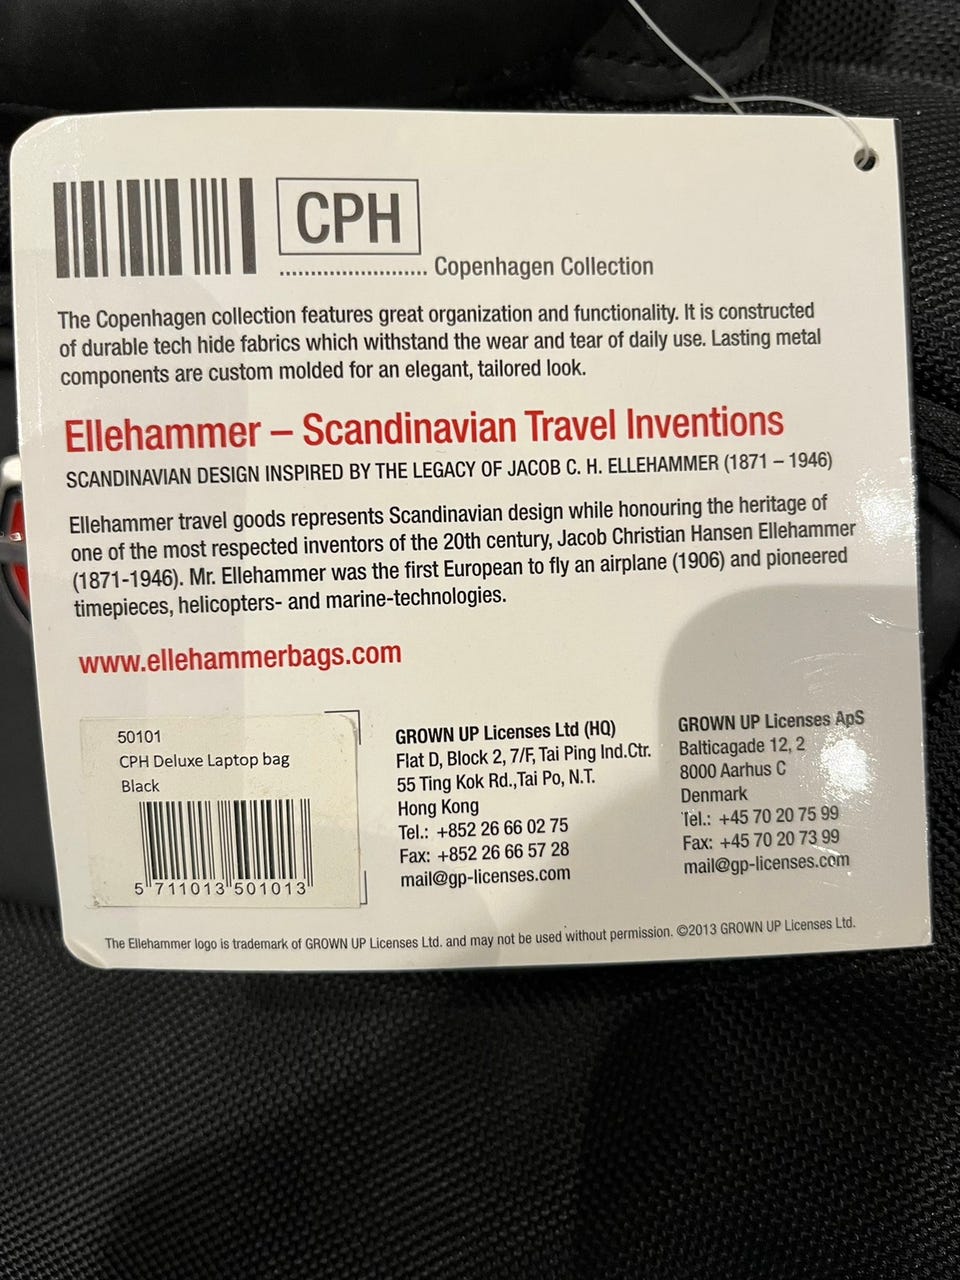 CPH
........................ Copenhagen Collection
The Copenhagen collection features great organization and functionality. It is constructed
of durable tech hide fabrics which withstand the wear and tear of daily use. Lasting metal
components are custom molded for an elegant, tailored look.
Ellehammer – Scandinavian Travel Inventions
SCANDINAVIAN DESIGN INSPIRED BY THE LEGACY OF JACOB C. H. ELLEHAMMER (1871 – 1946)
Ellehammer travel goods represents Scandinavian design while honouring the heritage of
one of the most respected inventors of the 20th century, Jacob Christian Hansen Ellehammer
(1871-1946). Mr. Ellehammer was the first European to fly an airplane (1906) and pioneered
timepieces, helicopters- and marine-technologies.
www.ellehammerbags.com
50101
CPH Deluxe Laptop bag
Black
5 711013 501013
GROWN UP Licenses Ltd (HQ)
Flat D, Block 2, 7/F, Tai Ping Ind.Ctr.
55 Ting Kok Rd.,Tai Po, N.T.
Hong Kong
Tel.: +852 26 66 02 75
Fax: +852 26 66 57 28
mail@gp-licenses.com
GROWN UP Licenses ApS
Balticagade 12, 2
8000 Aarhus C
Denmark
Tel.: +45 70 20 75 99
Fax: +45 70 20 73 99
mail@gp-licenses.com
The Ellehammer logo is trademark of GROWN UP Licenses Ltd. and may not be used without permission. ©2013 GROWN UP Licenses Ltd.